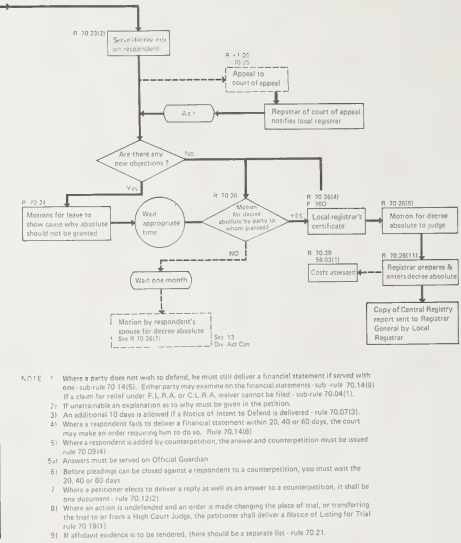 R 70 23(2)
Serve decree nisi
on respondent
70 25
Appeal to
court of appeal
Registrar of court of appeal
notifies local registrar
Are there any
new objections ?
NO
Yes
R 70 24
Motions for leave to
show cause why absolute
should not be granted
Wait
appropriate
time
R 70 26
Motion
for decree
absolute by party to
whom granted?
YES
NO
R 70 26(4)
F 70O
Local registrar's
certificate
R 70 26(5)
Motion for decree
absolute to judge
R 70.26(11)
Registrar prepares &
enters decree absolute
R 70.30
58.03(1)
Costs assessed
Wait one month
Motion by respondent's
spouse for decree absolute
See R 70 26(7)
Sec 13
Div Act Can
Copy of Central Registry
report sent to Registrar
General by Local
Registrar
NOTE 1 Where a party does not wish to defend, he must still deliver a financial statement if served with
one - sub-rule 70.14(5). Either party may examine on the financial statements - sub-rule 70.14(9)
If a claim for relief under F.L.R.A. or C.L.R.A. waiver cannot be filed - sub-rule 70.04(1).
2) If unattainable an explanation as to why must be given in the petition.
3) An additional 10 days is allowed if a Notice of Intent to Defend is delivered - rule 70.07(3).
4) Where a respondent fails to deliver a financial statement within 20, 40 or 60 days, the court
may make an order requiring him to do so. Rule 70.14(6)
5) Where a respondent is added by counterpetition, the answer and counterpetition must be issued
rule 70.09(4)
5a) Answers must be served on Official Guardian
6) Before pleadings can be closed against a respondent to a counterpetition, you must wait the
20, 40 or 60 days
7 Where a petitioner elects to deliver a reply as well as an answer to a counterpetition, it shall be
one document - rule 70.12(2)
8) Where an action is undefended and an order is made changing the place of trial, or transferring
the trial to or from a High Court Judge, the petitioner shall deliver a Notice of Listing for Trial
rule 70 19(1)
9) If affidavit evidence is to be tendered, there should be a separate list - rule 70.21.